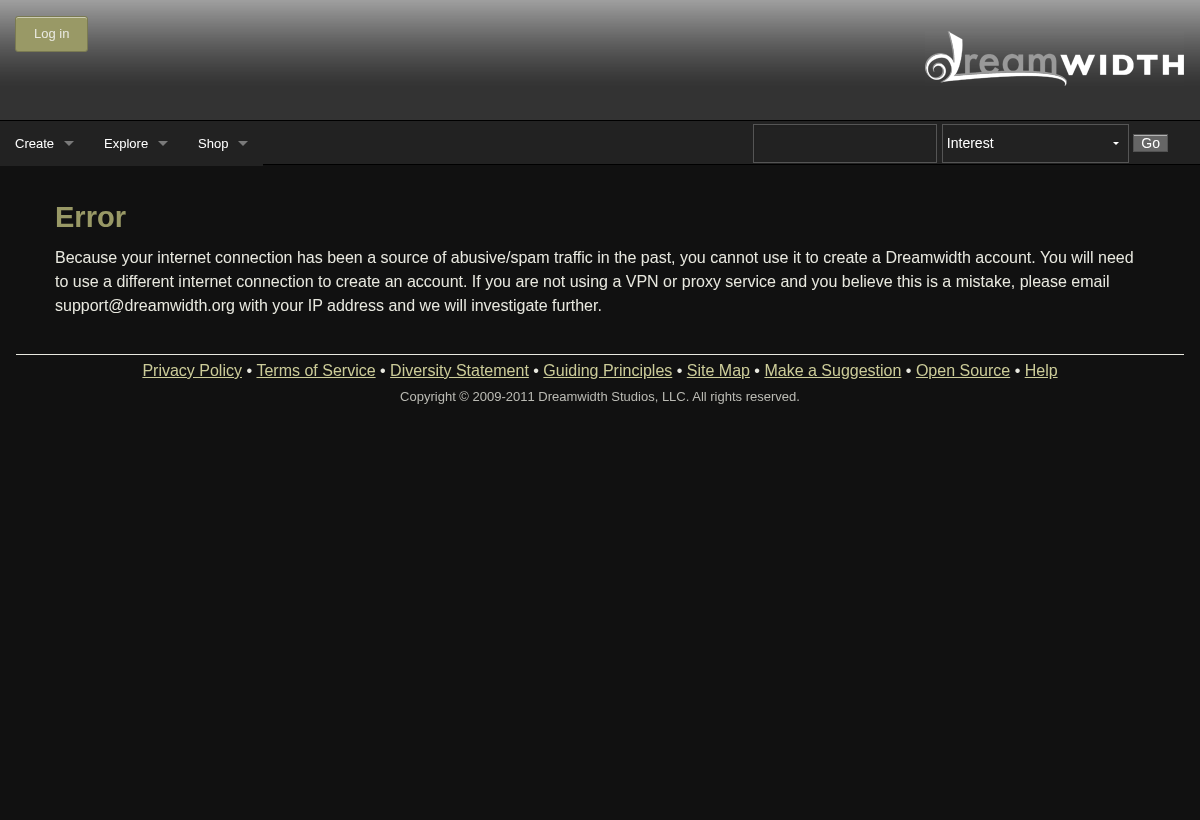 Log in
dreamWIDTH
Create Explore Shop Interest Go
Error
Because your internet connection has been a source of abusive/spam traffic in the past, you cannot use it to create a Dreamwidth account. You will need
to use a different internet connection to create an account. If you are not using a VPN or proxy service and you believe this is a mistake, please email
support@dreamwidth.org with your IP address and we will investigate further.
Privacy Policy • Terms of Service • Diversity Statement • Guiding Principles • Site Map • Make a Suggestion • Open Source • Help
Copyright © 2009-2011 Dreamwidth Studios, LLC. All rights reserved.